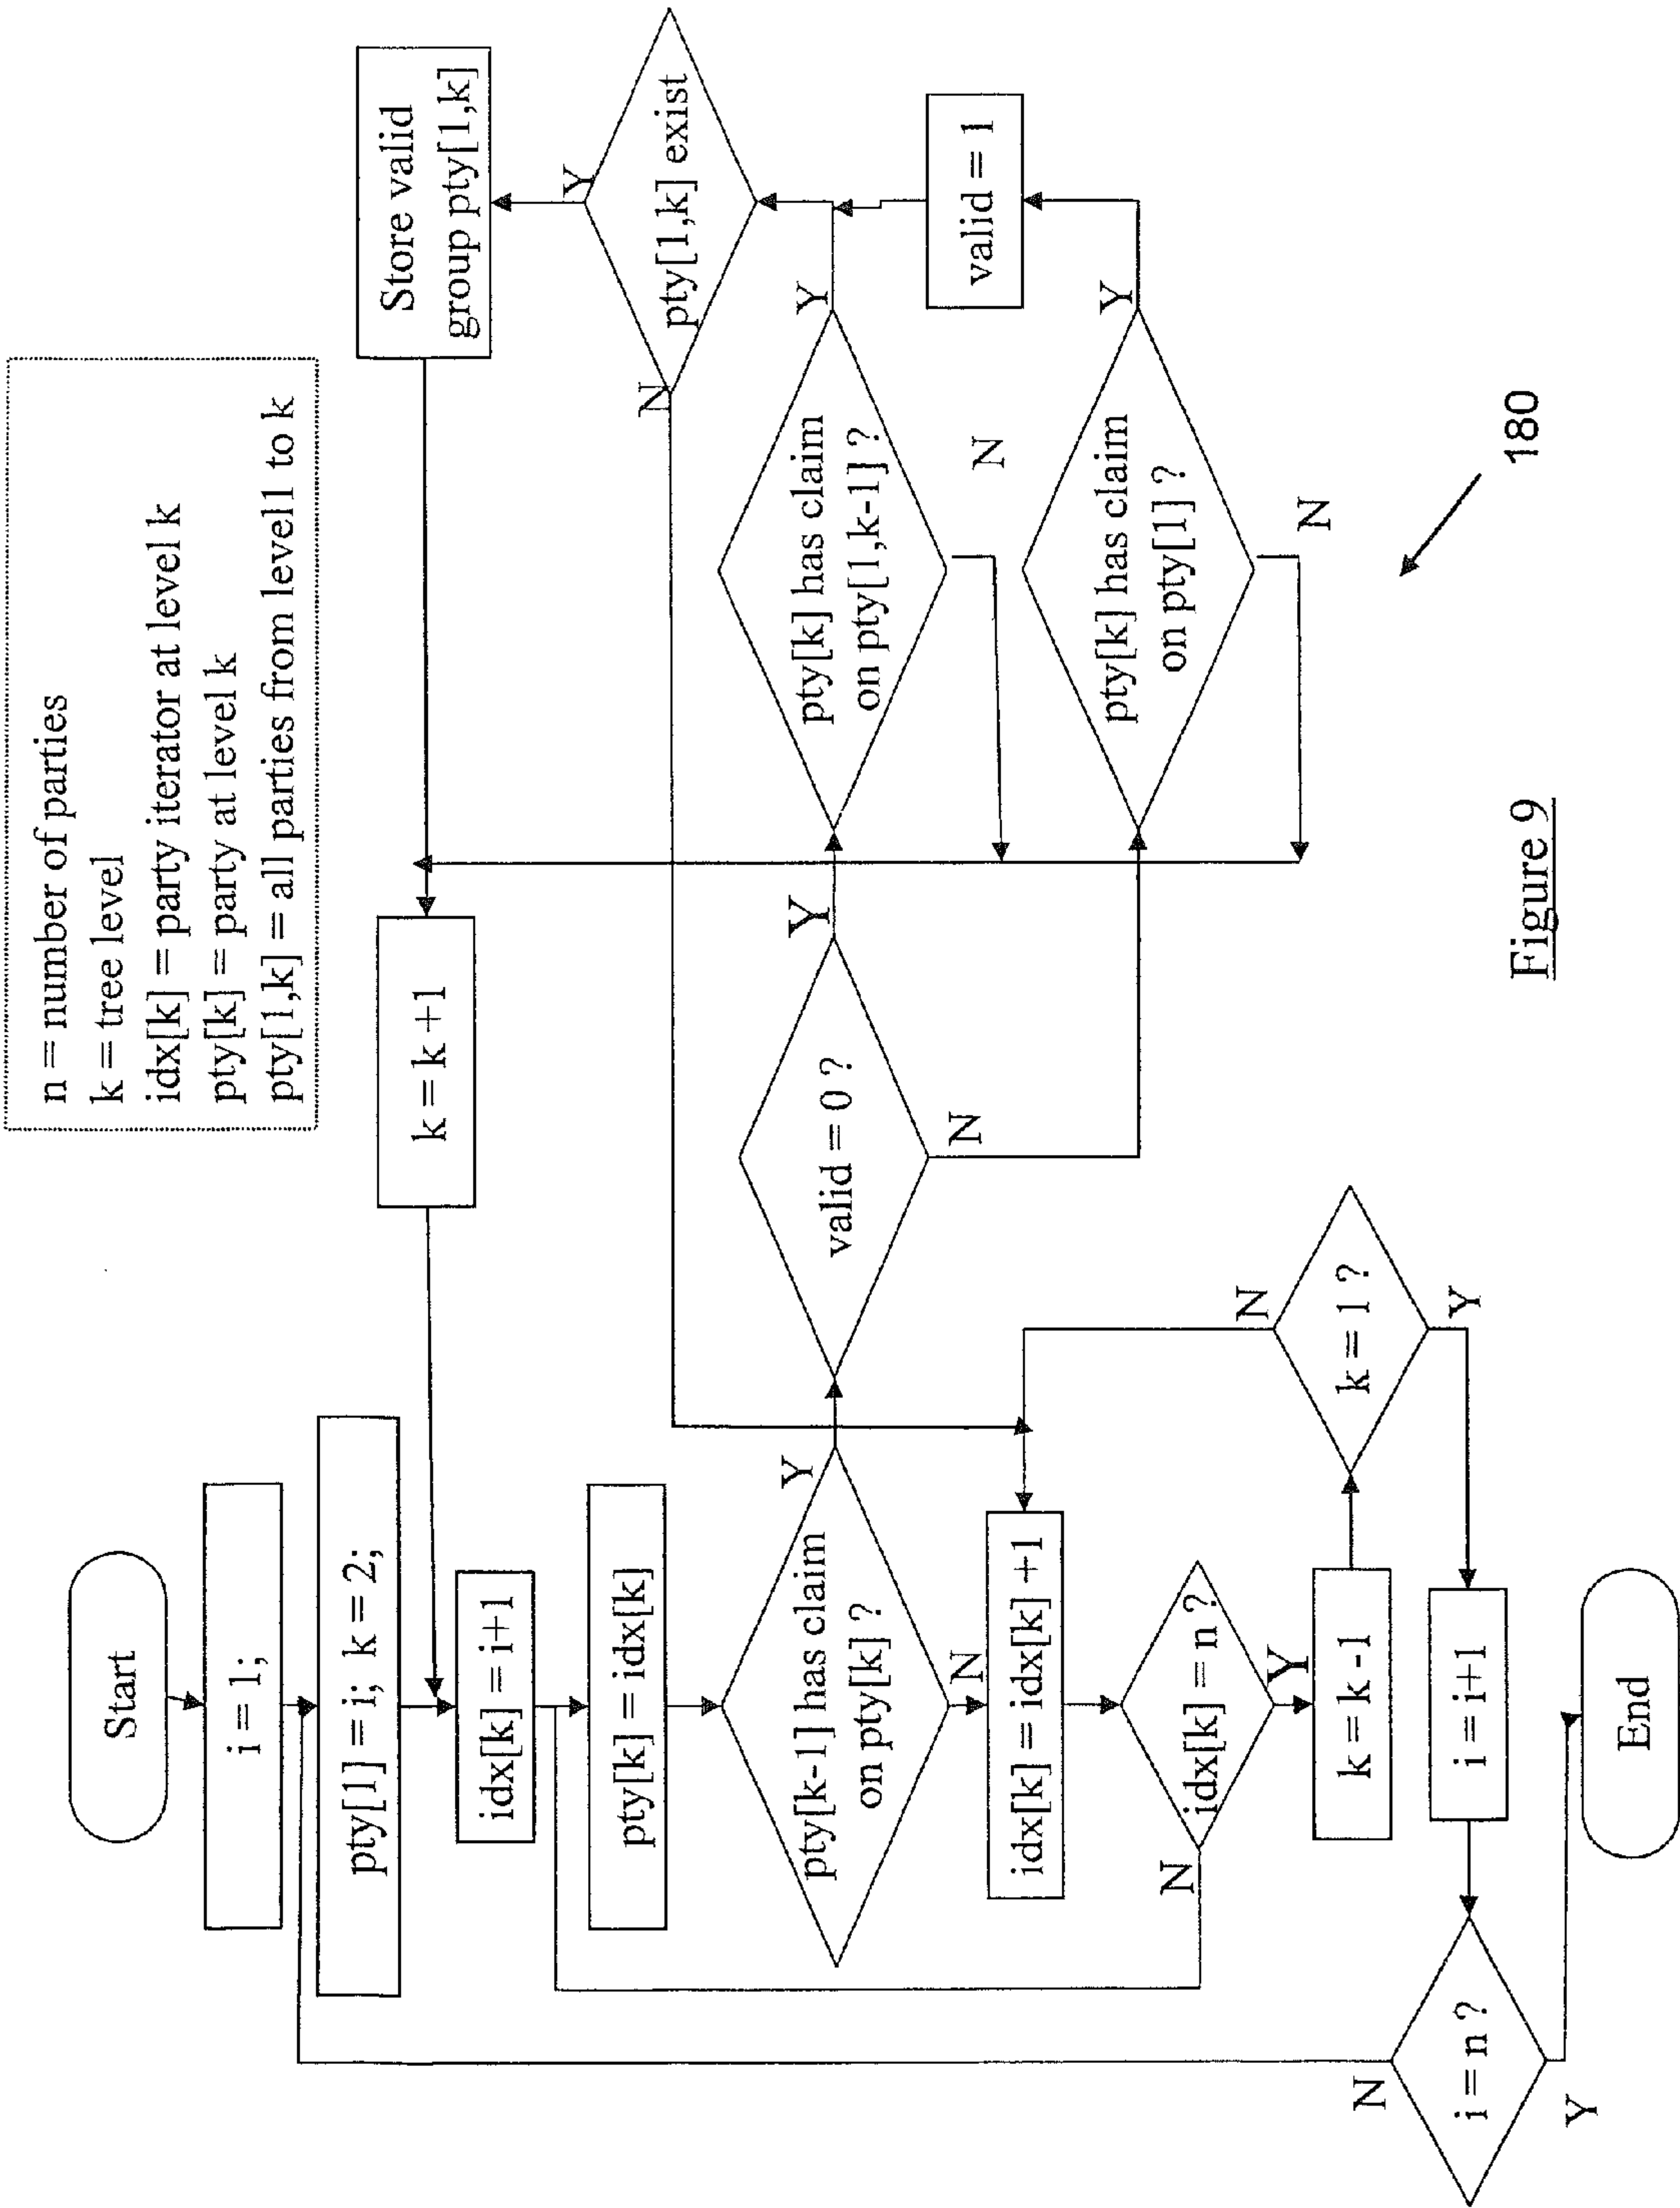 n = number of parties
k = tree level
idx[k] = party iterator at level k
pty[k] = party at level k
pty[1,k] = all parties from level1 to k
Start
i = 1;
pty[1] = i; k = 2;
idx[k] = i+1
pty[k] = idx[k]
pty[k-1] has claim
on pty[k] ?
Y
N
idx[k] = idx[k] +1
idx[k] = n ?
N
Y
k = k -1
k = 1 ?
N
Y
i = i+1
i = n ?
N
Y
End
k = k +1
valid = 0 ?
Y
N
pty[k] has claim
on pty[1,k-1] ?
Y
N
pty[k] has claim
on pty[1] ?
Y
N
valid = 1
pty[1,k] exist
Y
N
Store valid
group pty[1,k]
180
Figure 9